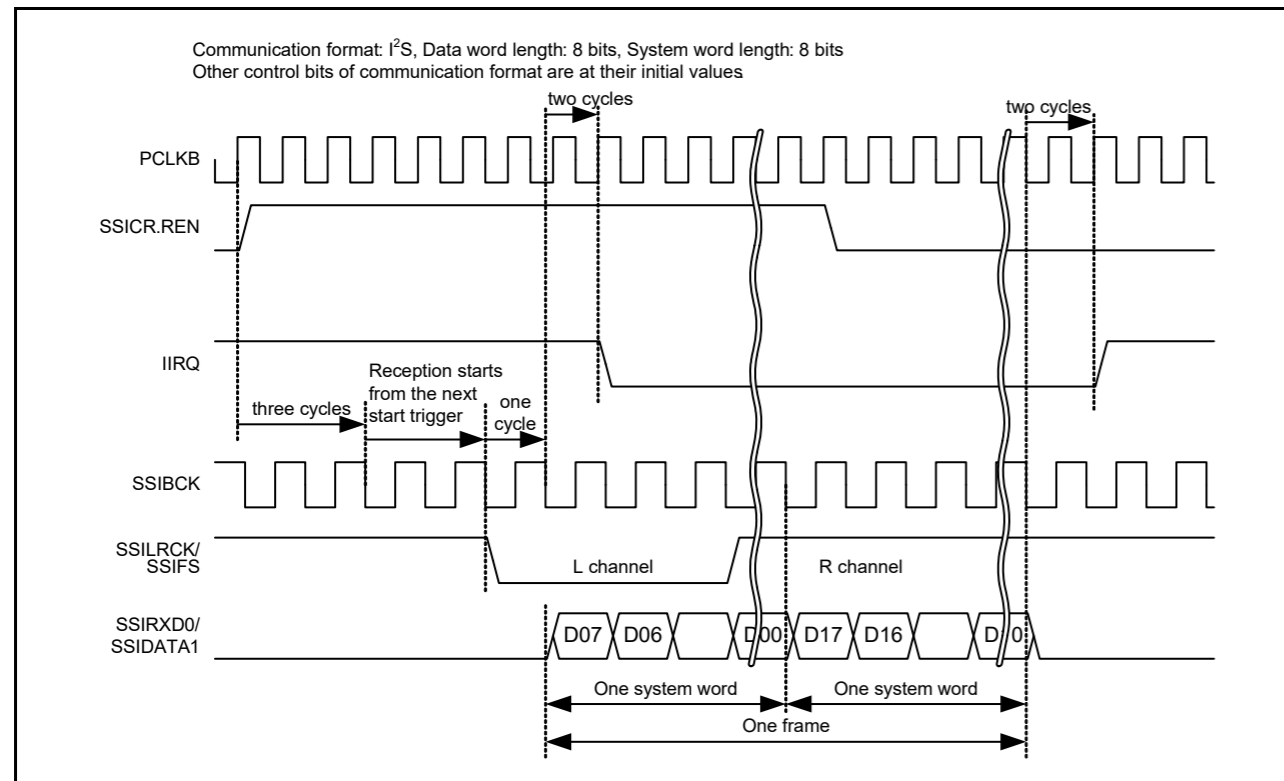 Communication format: I²S, Data word length: 8 bits, System word length: 8 bits
Other control bits of communication format are at their initial values
two cycles
two cycles
PCLKB
SSICR.REN
IIRQ
Reception starts
from the next
start trigger
three cycles
one
cycle
SSIBCK
SSILRCK/
SSIFS
L channel
R channel
SSIRXD0/
SSIDATA1
D07
D06
D00
D17
D16
One system word
One system word
One frame